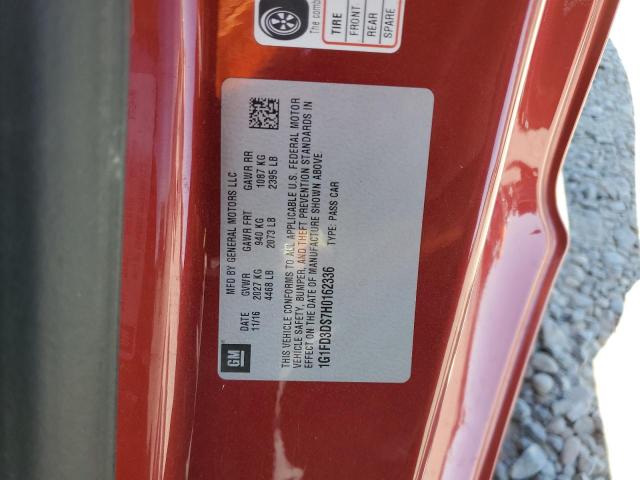 The comb
TIRE
FRONT
REAR
SPARE
GM
MFD BY GENERAL MOTORS LLC
DATE GVWR GAWR FRT GAWR RR
11/16 2027 KG 940 KG 1087 KG
4468 LB 2073 LB 2395 LB
THIS VEHICLE CONFORMS TO ALL APPLICABLE U.S. FEDERAL MOTOR
VEHICLE SAFETY, BUMPER, AND THEFT PREVENTION STANDARDS IN
EFFECT ON THE DATE OF MANUFACTURE SHOWN ABOVE
1G1FD3DS7H0162336 TYPE: PASS CAR